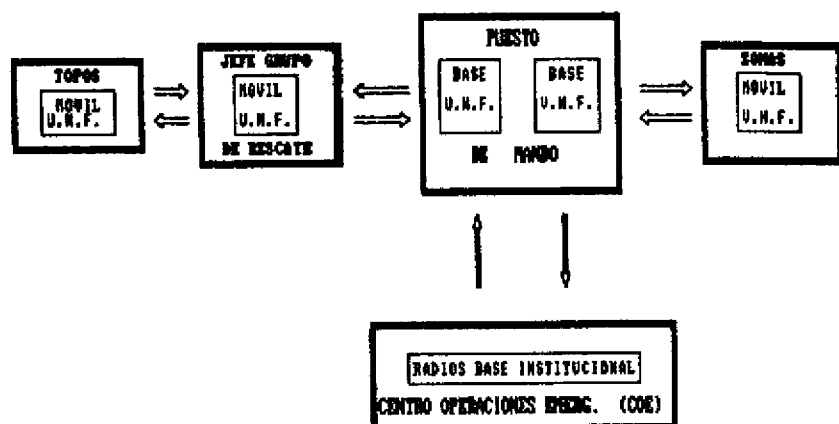 TOPOS
MOVIL
V.H.F.
JEFE GRUPO
MOVIL
V.H.F.
DE RESCATE
PUESTO
BASE
V.H.F.
BASE
V.H.F.
DE MANDO
ZONAS
MOVIL
V.H.F.
RADIOS BASE INSTITUCIONAL
CENTRO OPERACIONES EMERG. (COE)